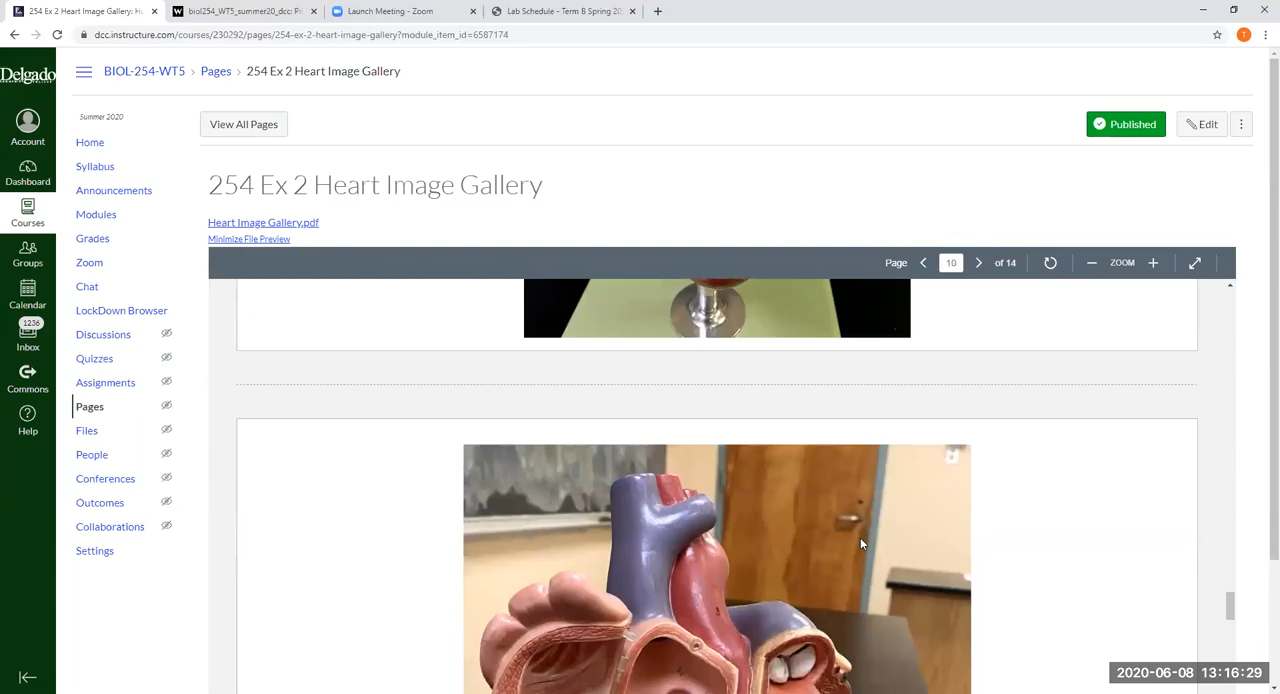 254 Ex 2 Heart Image Gallery: Hu
biol254_WT5_summer20_dcc: Pr
Launch Meeting - Zoom
Lab Schedule - Term B Spring 20
dcc.instructure.com/courses/230292/pages/254-ex-2-heart-image-gallery?module_item_id=6587174
T
Delgado
BIOL-254-WT5 › Pages › 254 Ex 2 Heart Image Gallery
Account
Dashboard
Courses
Groups
Calendar
1236
Inbox
Commons
Help
Summer 2020
Home
Syllabus
Announcements
Modules
Grades
Zoom
Chat
LockDown Browser
Discussions
Quizzes
Assignments
Pages
Files
People
Conferences
Outcomes
Collaborations
Settings
View All Pages
Published
Edit
254 Ex 2 Heart Image Gallery
Heart Image Gallery.pdf
Minimize File Preview
Page 10 of 14 ZOOM
2020-06-08 13:16:29